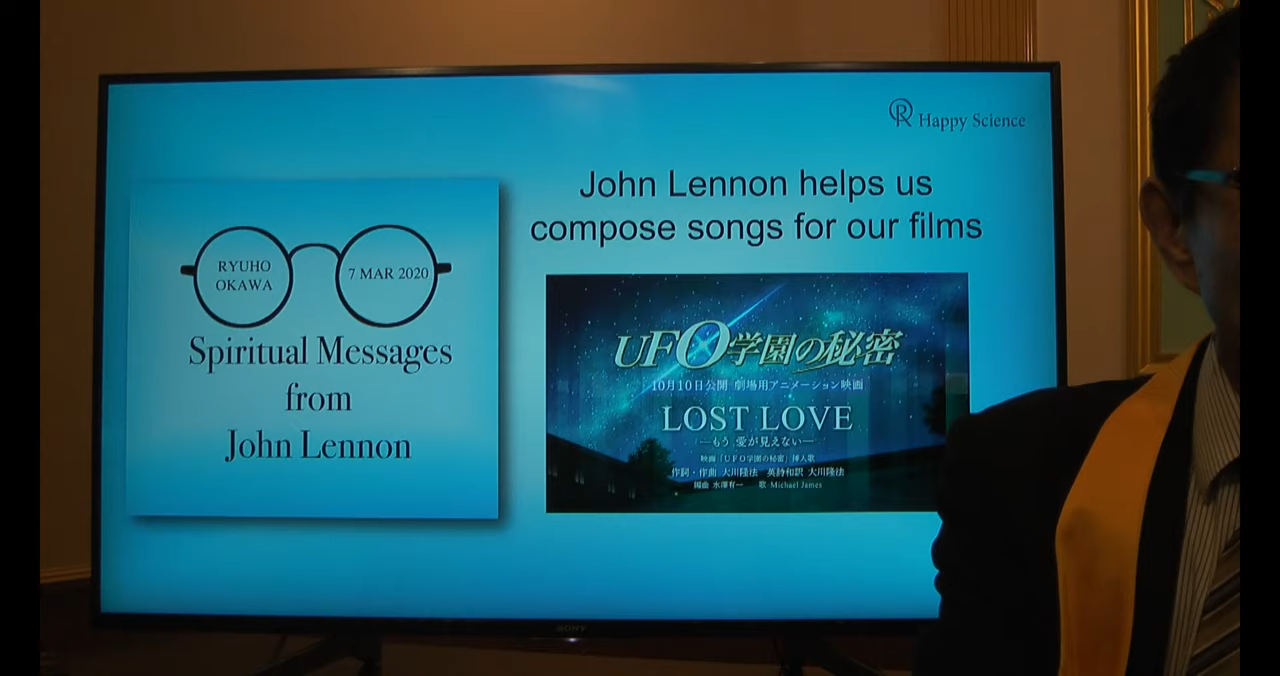 Happy Science
John Lennon helps us
compose songs for our films
RYUHO
OKAWA
7 MAR 2020
Spiritual Messages
from
John Lennon
UFO学園の秘密
10月10日公開 劇場用アニメーション映画
LOST LOVE
―もう 愛が見えない―
映画「UFO学園の秘密」挿入歌
作詞・作曲 大川隆法 英詩和訳 大川隆法
編曲 水澤有一 歌 Michael James
SONY